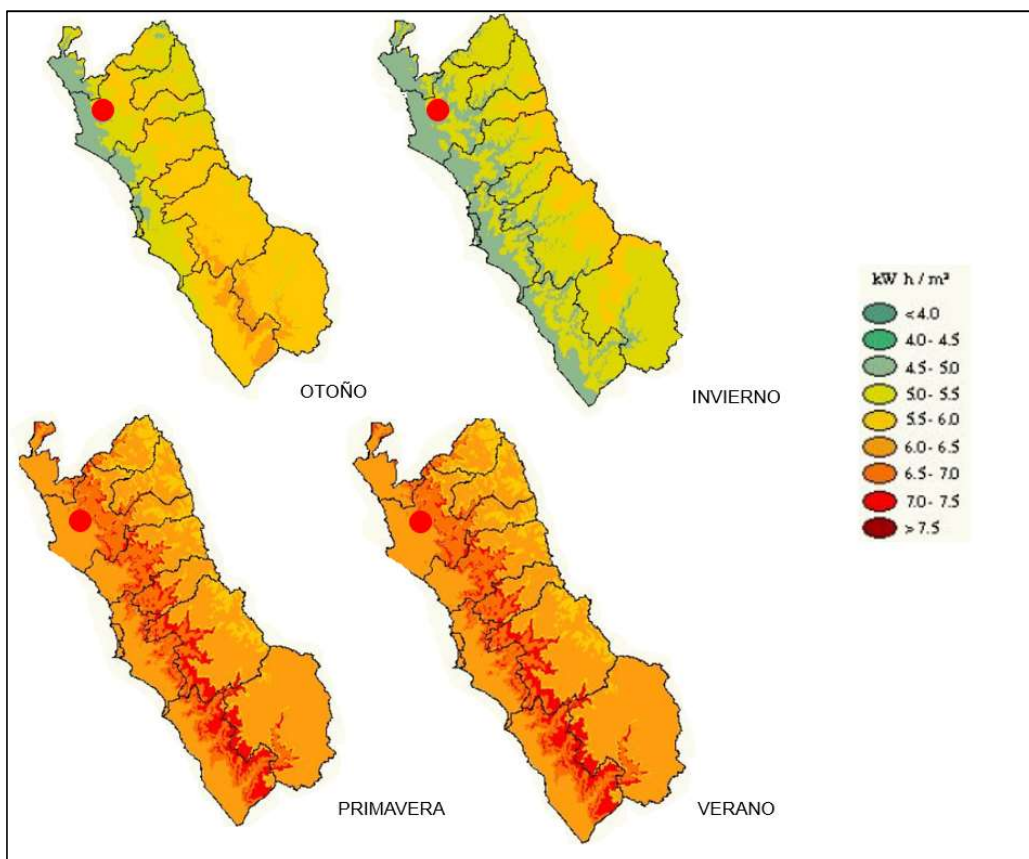 OTOÑO
INVIERNO
kW h / m²
< 4.0
4.0 - 4.5
4.5 - 5.0
5.0 - 5.5
5.5 - 6.0
6.0 - 6.5
6.5 - 7.0
7.0 - 7.5
> 7.5
PRIMAVERA
VERANO